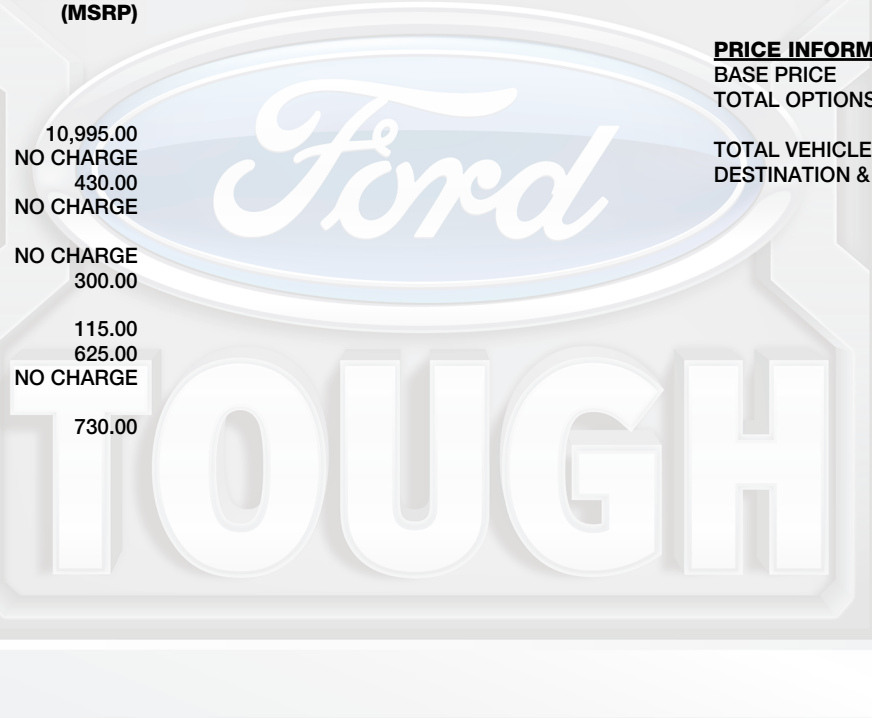 (MSRP)
10,995.00
NO CHARGE
430.00
NO CHARGE
NO CHARGE
300.00
115.00
625.00
NO CHARGE
730.00
PRICE INFORM
BASE PRICE
TOTAL OPTIONS
TOTAL VEHICLE
DESTINATION &
Ford
TOUGH